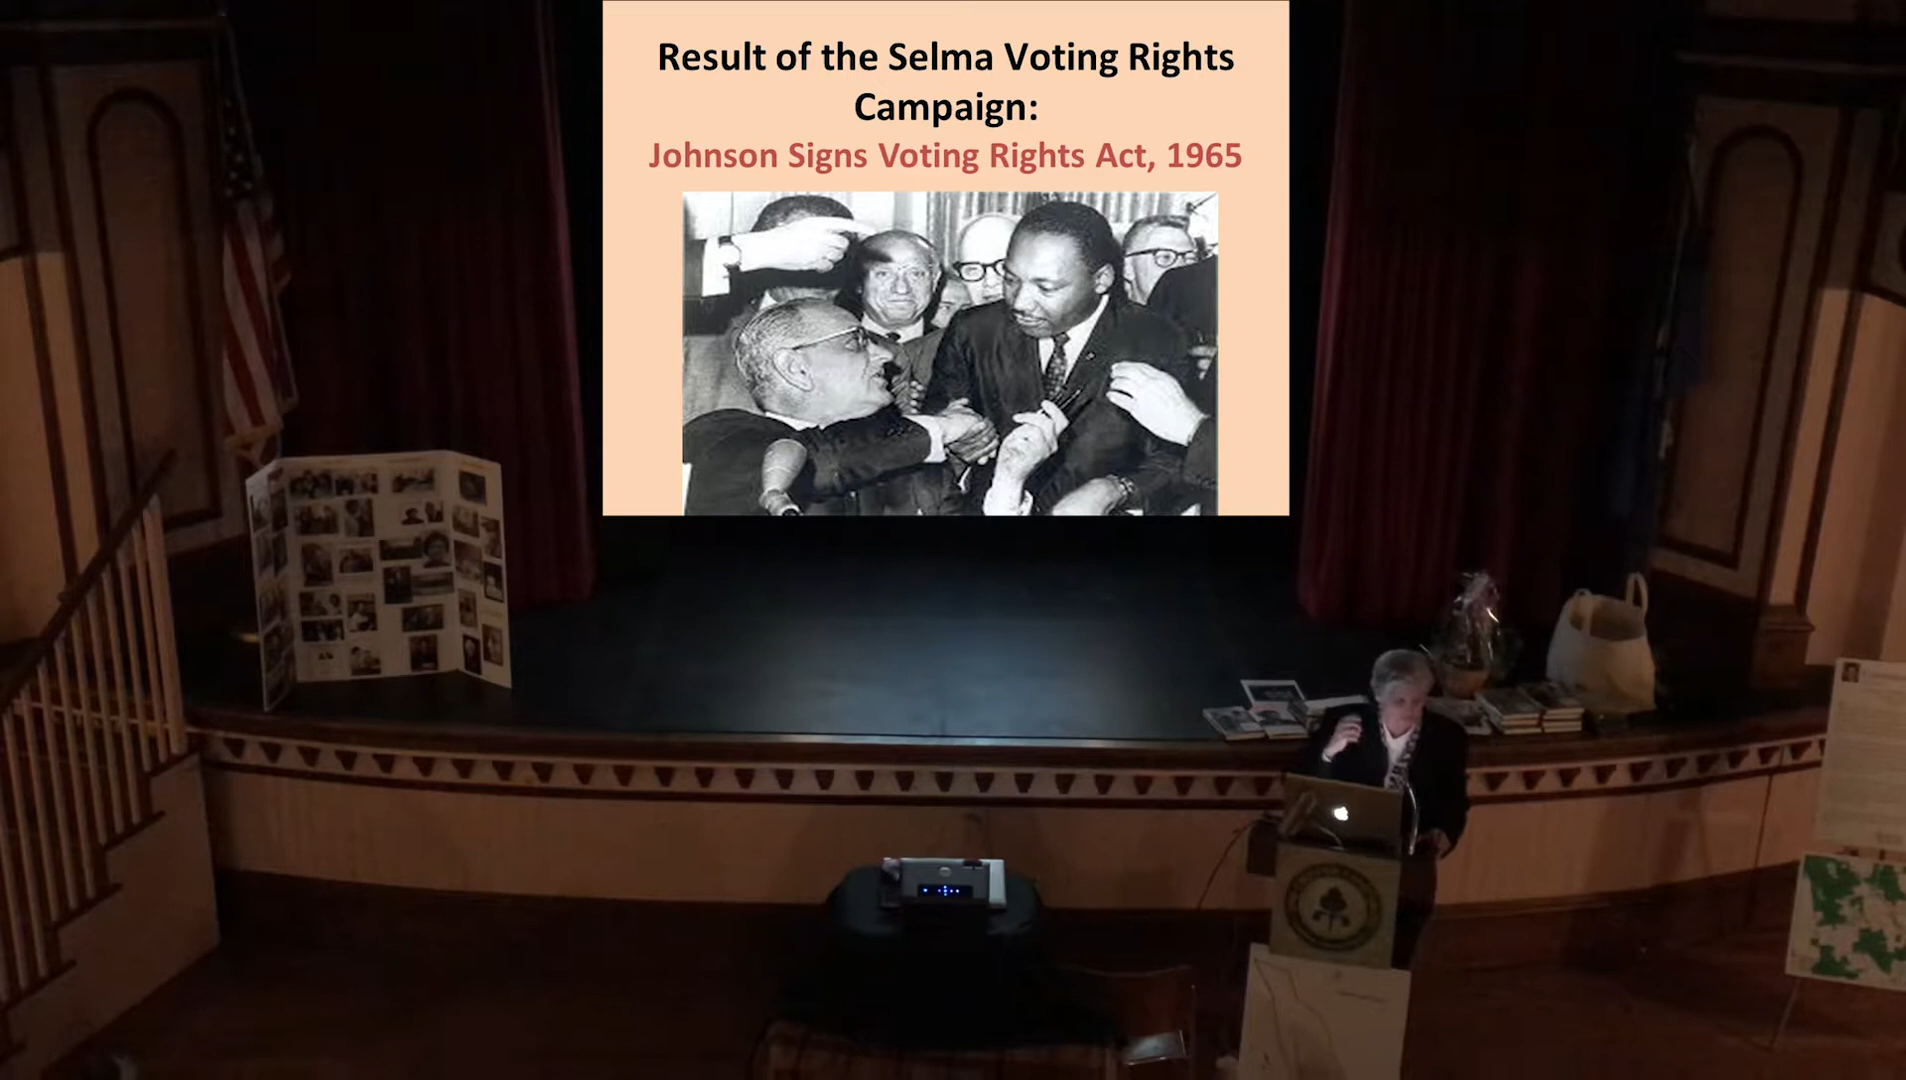 Result of the Selma Voting Rights
Campaign:
Johnson Signs Voting Rights Act, 1965